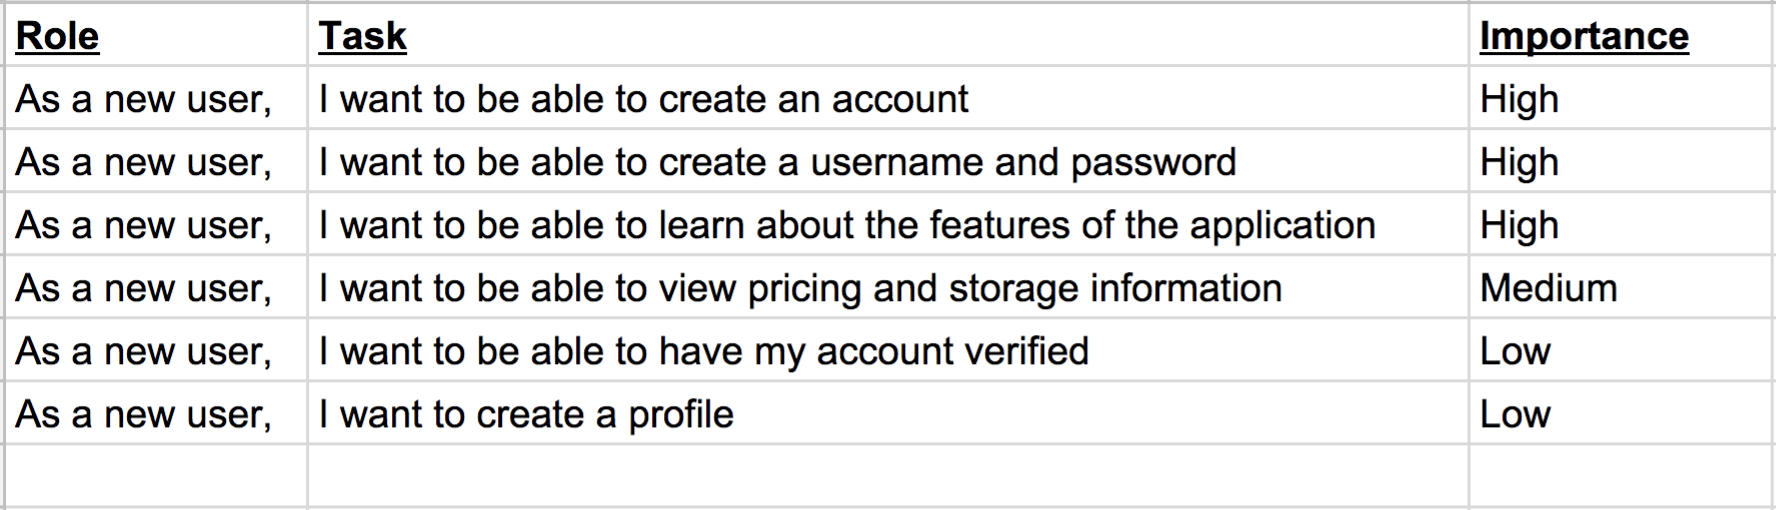 Role Task Importance
As a new user, I want to be able to create an account High
As a new user, I want to be able to create a username and password High
As a new user, I want to be able to learn about the features of the application High
As a new user, I want to be able to view pricing and storage information Medium
As a new user, I want to be able to have my account verified Low
As a new user, I want to create a profile Low